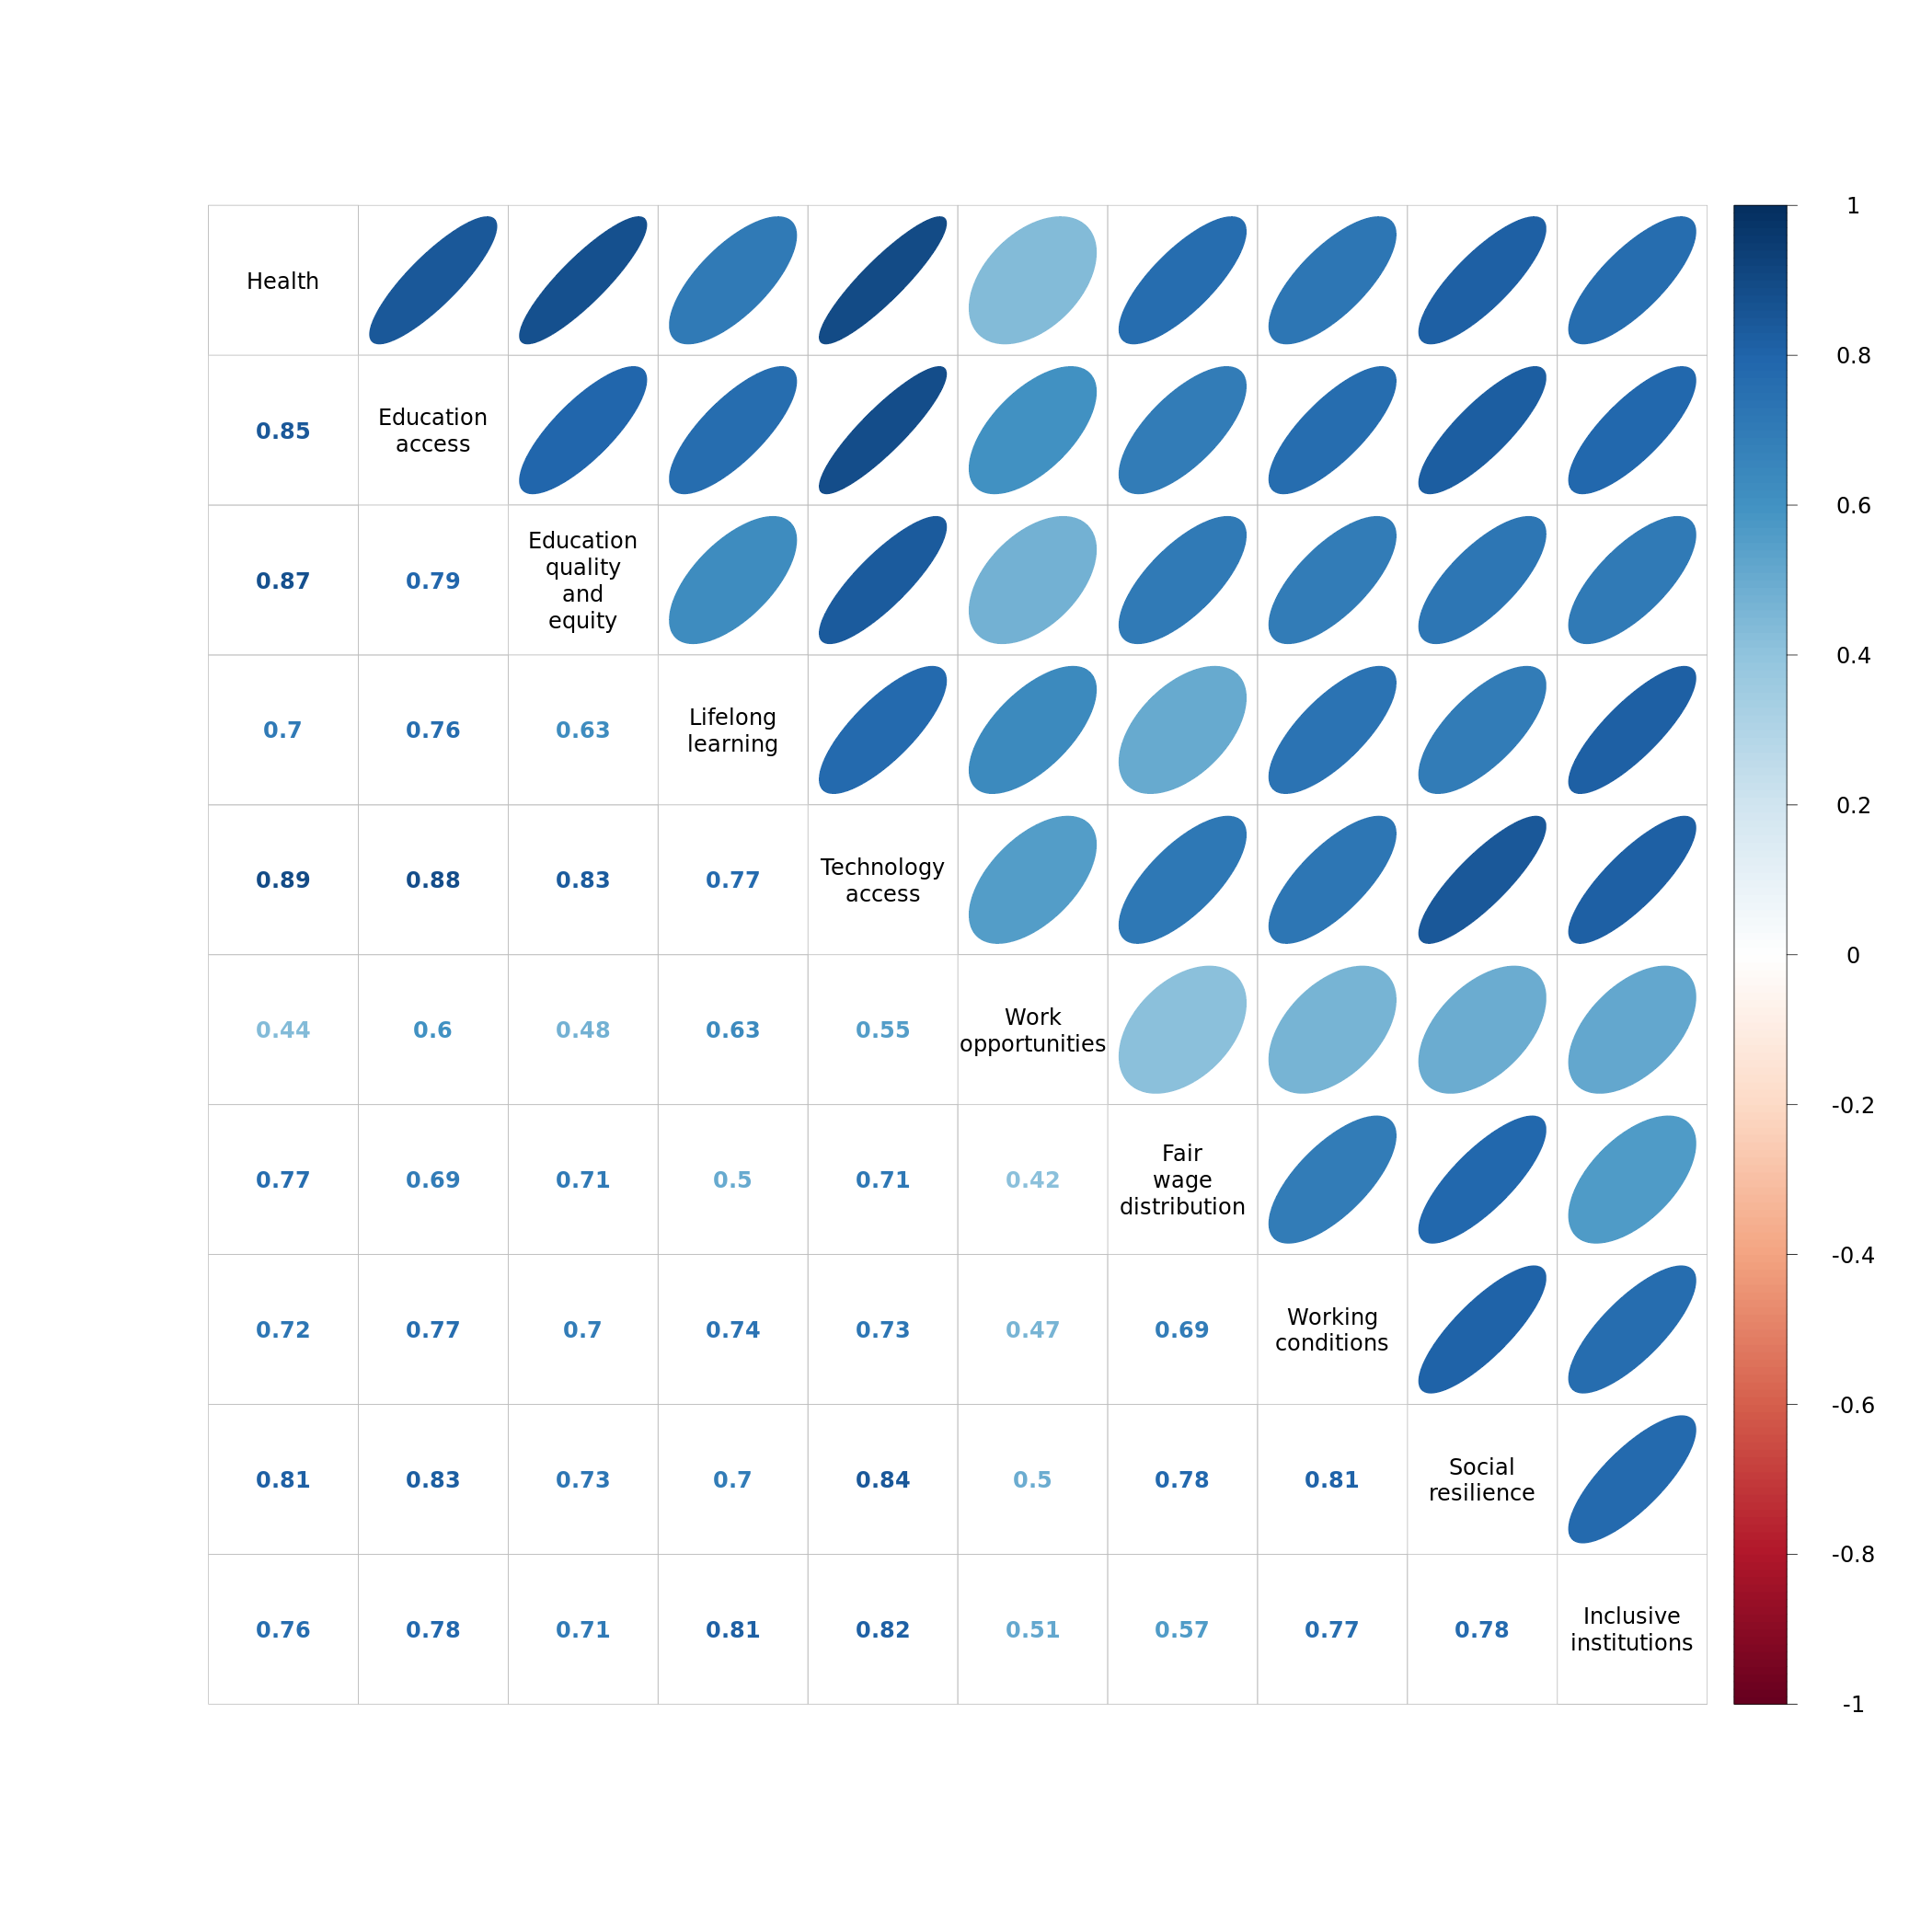 1
Health
0.8
0.85
Education
access
0.6
0.87
0.79
Education
quality
and
equity
0.4
0.7
0.76
0.63
Lifelong
learning
0.2
0.89
0.88
0.83
0.77
Technology
access
0
0.44
0.6
0.48
0.63
0.55
Work
opportunities
-0.2
0.77
0.69
0.71
0.5
0.71
0.42
Fair
wage
distribution
-0.4
0.72
0.77
0.7
0.74
0.73
0.47
0.69
Working
conditions
-0.6
0.81
0.83
0.73
0.7
0.84
0.5
0.78
0.81
Social
resilience
-0.8
0.76
0.78
0.71
0.81
0.82
0.51
0.57
0.77
0.78
Inclusive
institutions
-1